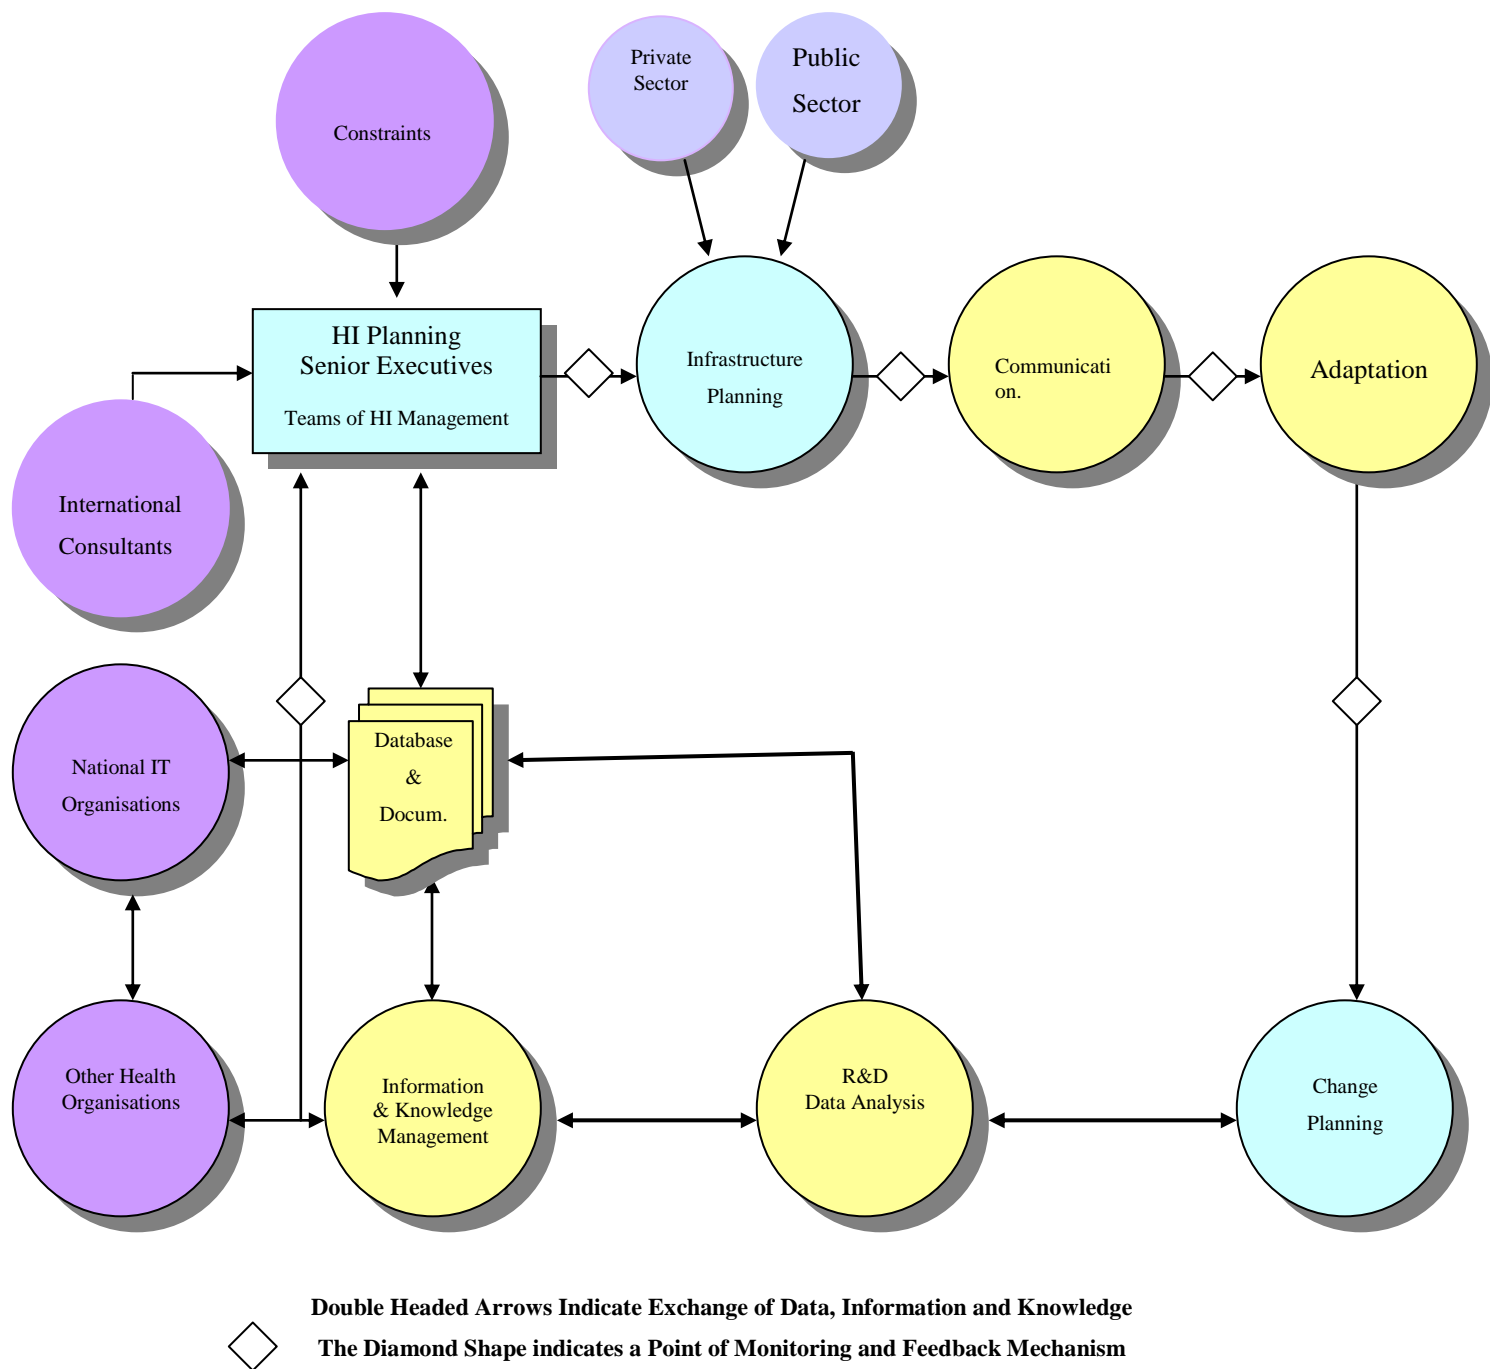 Constraints
Private
Sector
Public
Sector
HI Planning
Senior Executives
Teams of HI Management
Infrastructure
Planning
Communicati
on.
Adaptation
International
Consultants
National IT
Organisations
Database
&
Docum.
Other Health
Organisations
Information
& Knowledge
Management
R&D
Data Analysis
Change
Planning
Double Headed Arrows Indicate Exchange of Data, Information and Knowledge
The Diamond Shape indicates a Point of Monitoring and Feedback Mechanism